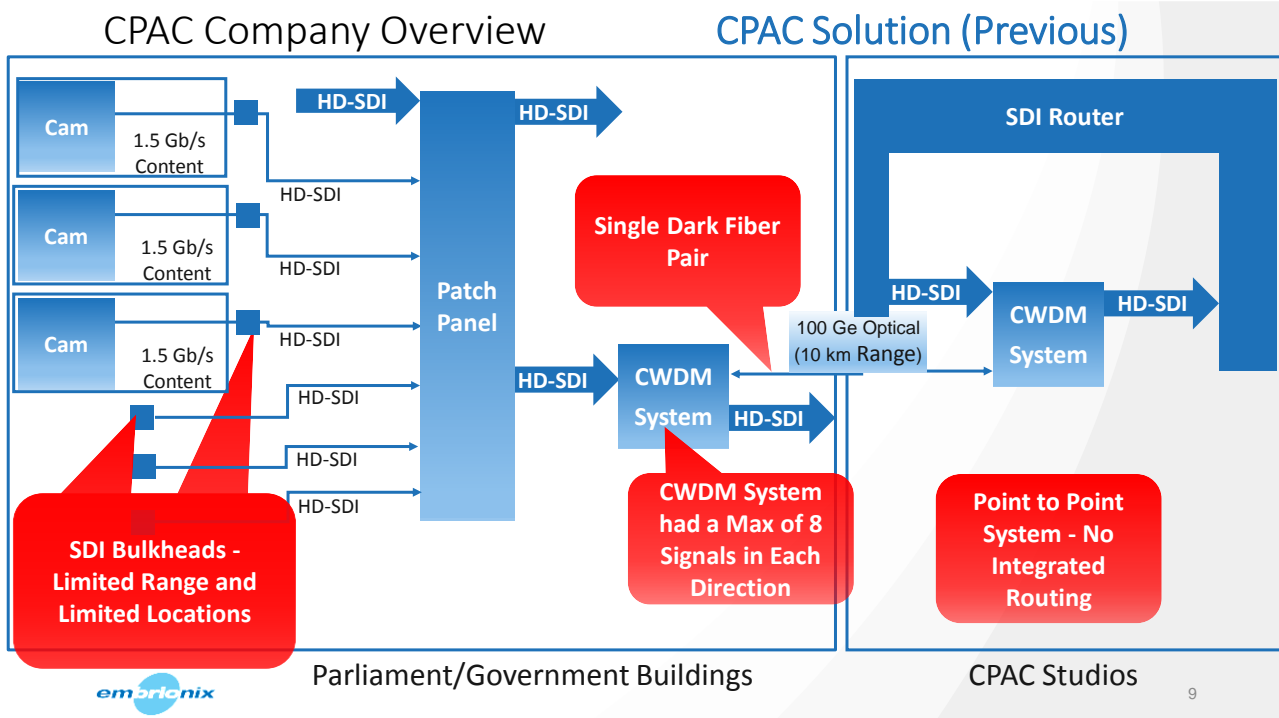 CPAC Company Overview
CPAC Solution (Previous)
Cam
1.5 Gb/s
Content
HD-SDI
Cam
1.5 Gb/s
Content
HD-SDI
Cam
1.5 Gb/s
Content
HD-SDI
HD-SDI
HD-SDI
HD-SDI
SDI Bulkheads -
Limited Range and
Limited Locations
HD-SDI
Patch
Panel
HD-SDI
HD-SDI
CWDM
System
HD-SDI
Single Dark Fiber
Pair
CWDM System
had a Max of 8
Signals in Each
Direction
100 Ge Optical
(10 km Range)
SDI Router
HD-SDI
CWDM
System
HD-SDI
Point to Point
System - No
Integrated
Routing
Parliament/Government Buildings
CPAC Studios
embrionix
9